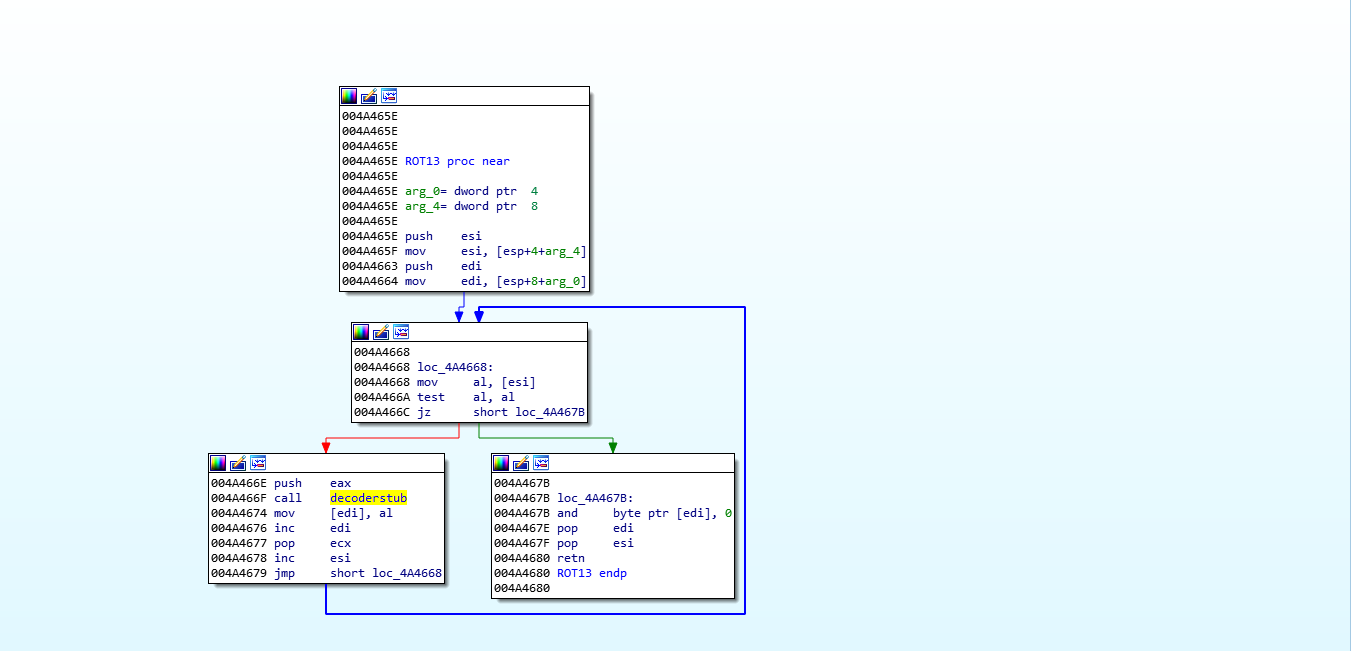 004A465E
004A465E
004A465E
004A465E ROT13 proc near
004A465E
004A465E arg_0= dword ptr  4
004A465E arg_4= dword ptr  8
004A465E
004A465E push    esi
004A465F mov     esi, [esp+4+arg_4]
004A4663 push    edi
004A4664 mov     edi, [esp+8+arg_0]
004A4668
004A4668 loc_4A4668:
004A4668 mov     al, [esi]
004A466A test    al, al
004A466C jz      short loc_4A467B
004A466E push    eax
004A466F call    decoderstub
004A4674 mov     [edi], al
004A4676 inc     edi
004A4677 pop     ecx
004A4678 inc     esi
004A4679 jmp     short loc_4A4668
004A467B
004A467B loc_4A467B:
004A467B and     byte ptr [edi], 0
004A467E pop     edi
004A467F pop     esi
004A4680 retn
004A4680 ROT13 endp
004A4680